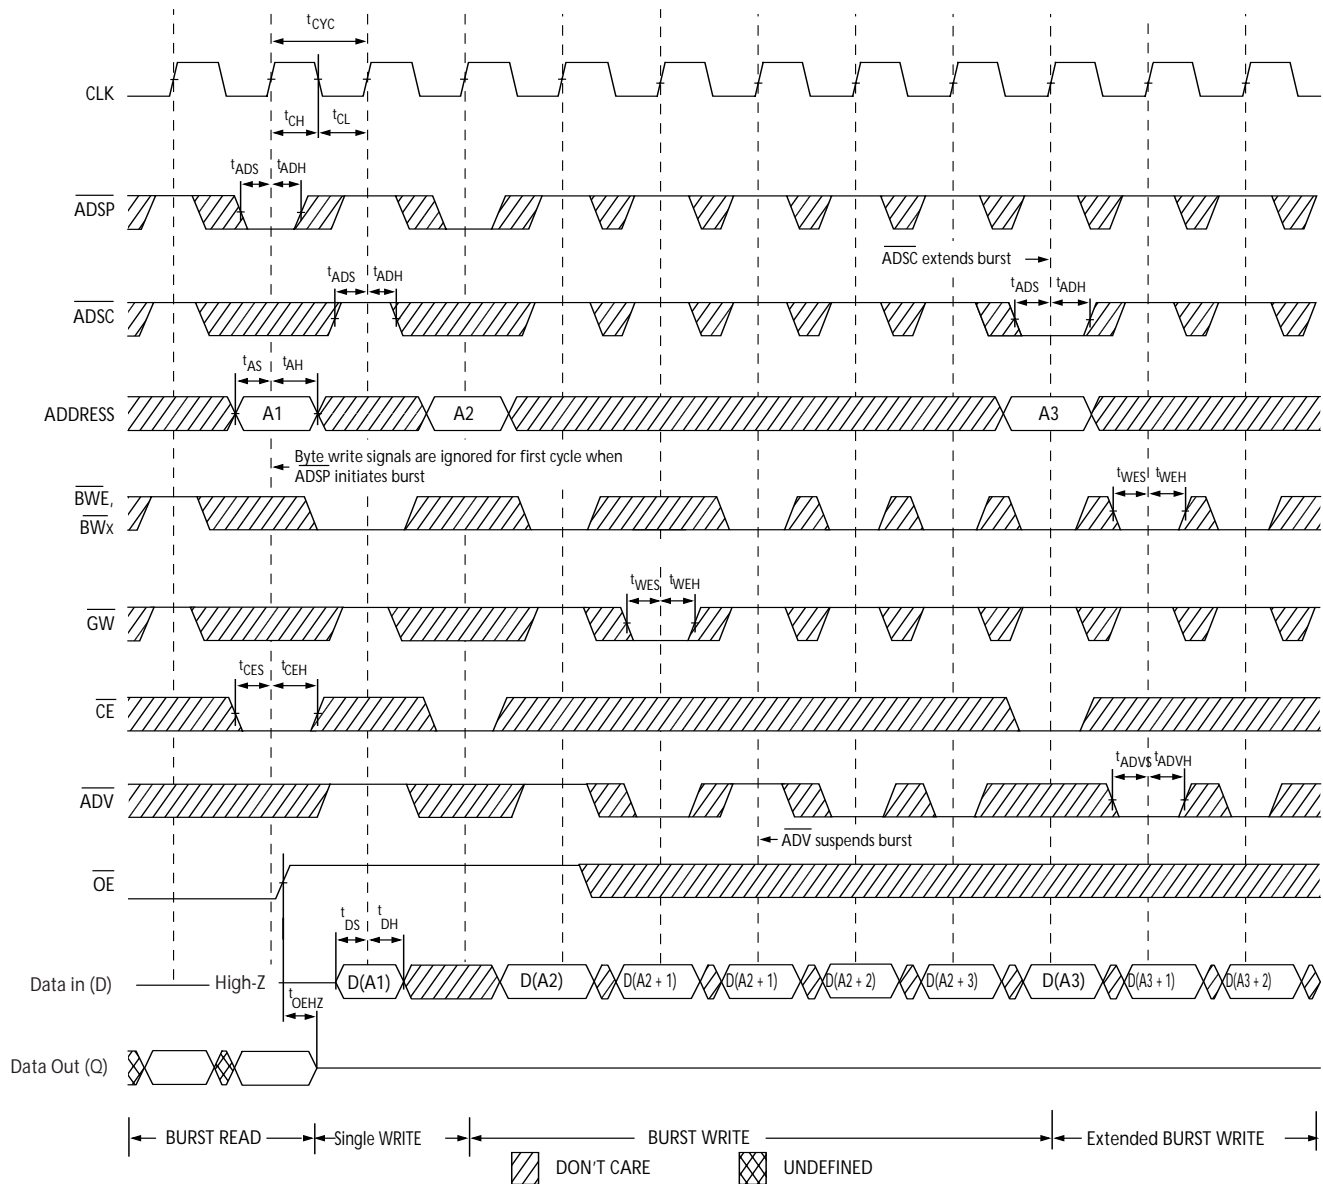 tCYC
CLK
tCH
tCL
tADS
tADH
ADSP
ADSC extends burst
tADS
tADH
tADS
tADH
ADSC
tAS
tAH
ADDRESS
A1
A2
A3
Byte write signals are ignored for first cycle when
ADSP initiates burst
BWE,
BWx
tWES
tWEH
tWES
tWEH
GW
tCES
tCEH
CE
tADVS
tADVH
ADV
ADV suspends burst
OE
tDS
tDH
Data in (D)
High-Z
D(A1)
D(A2)
D(A2 + 1)
D(A2 + 1)
D(A2 + 2)
D(A2 + 3)
D(A3)
D(A3 + 1)
D(A3 + 2)
tOEHZ
Data Out (Q)
BURST READ
Single WRITE
BURST WRITE
Extended BURST WRITE
DON'T CARE
UNDEFINED